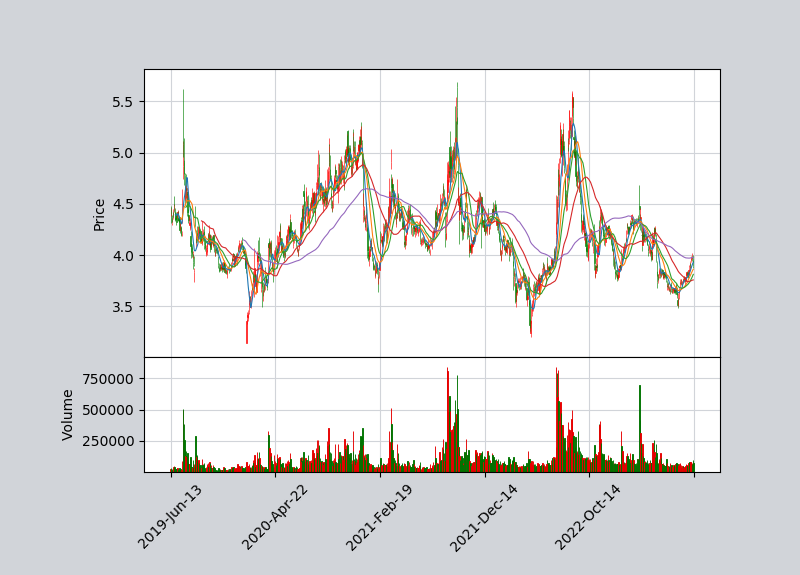 Price
5.5
5.0
4.5
4.0
3.5
Volume
750000
500000
250000
2019-Jun-13
2020-Apr-22
2021-Feb-19
2021-Dec-14
2022-Oct-14